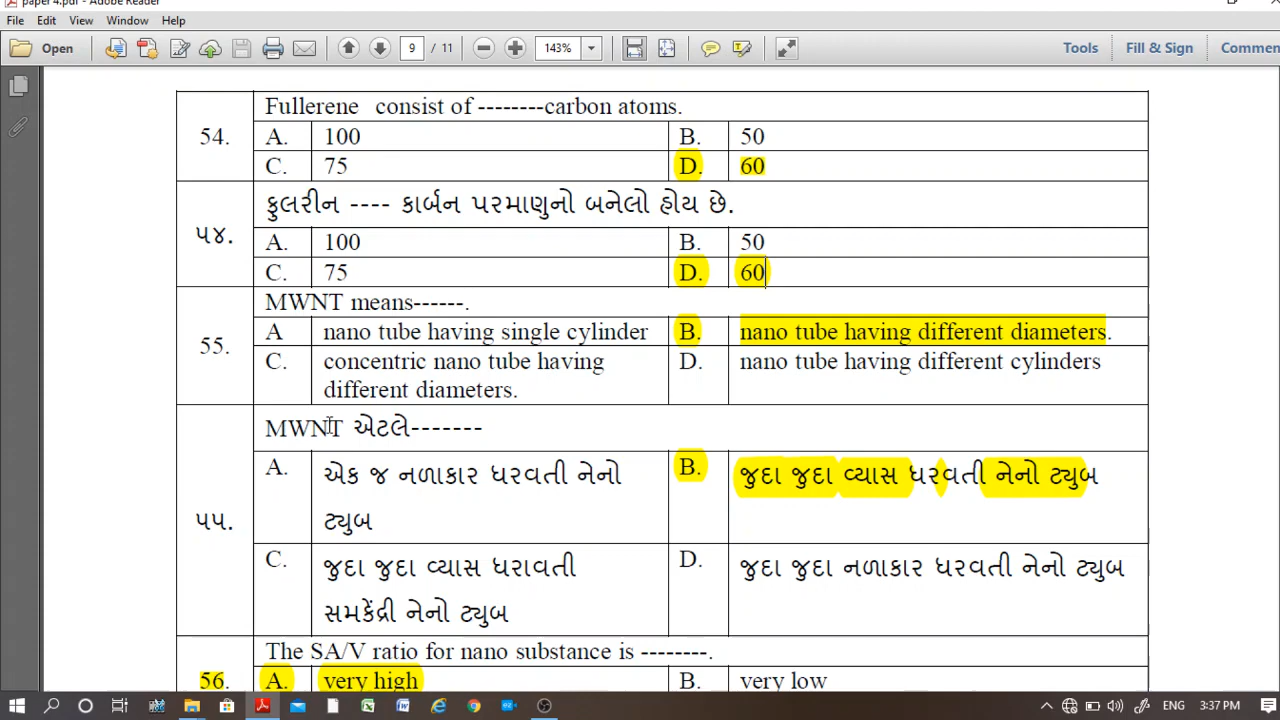 paper 4.pdf - Adobe Reader
File Edit View Window Help
Open 9 / 11 143% Tools Fill & Sign Commen
54. Fullerene consist of --------carbon atoms.
A. 100 B. 50
C. 75 D. 60
૫૪. ફુલરીન ---- કાર્બન પરમાણુનો બનેલો હોય છે.
A. 100 B. 50
C. 75 D. 60
55. MWNT means------.
A nano tube having single cylinder B. nano tube having different diameters.
C. concentric nano tube having D. nano tube having different cylinders
different diameters.
૫૫. MWNT એટલે-------
A. એક જ નળાકાર ધરવતી નેનો B. જુદા જુદા વ્યાસ ધરવતી નેનો ટ્યુબ
ટ્યુબ
C. જુદા જુદા વ્યાસ ધરાવતી D. જુદા જુદા નળાકાર ધરવતી નેનો ટ્યુબ
સમકેંદ્રી નેનો ટ્યુબ
56. The SA/V ratio for nano substance is --------.
A. very high B. very low
ENG 3:37 PM